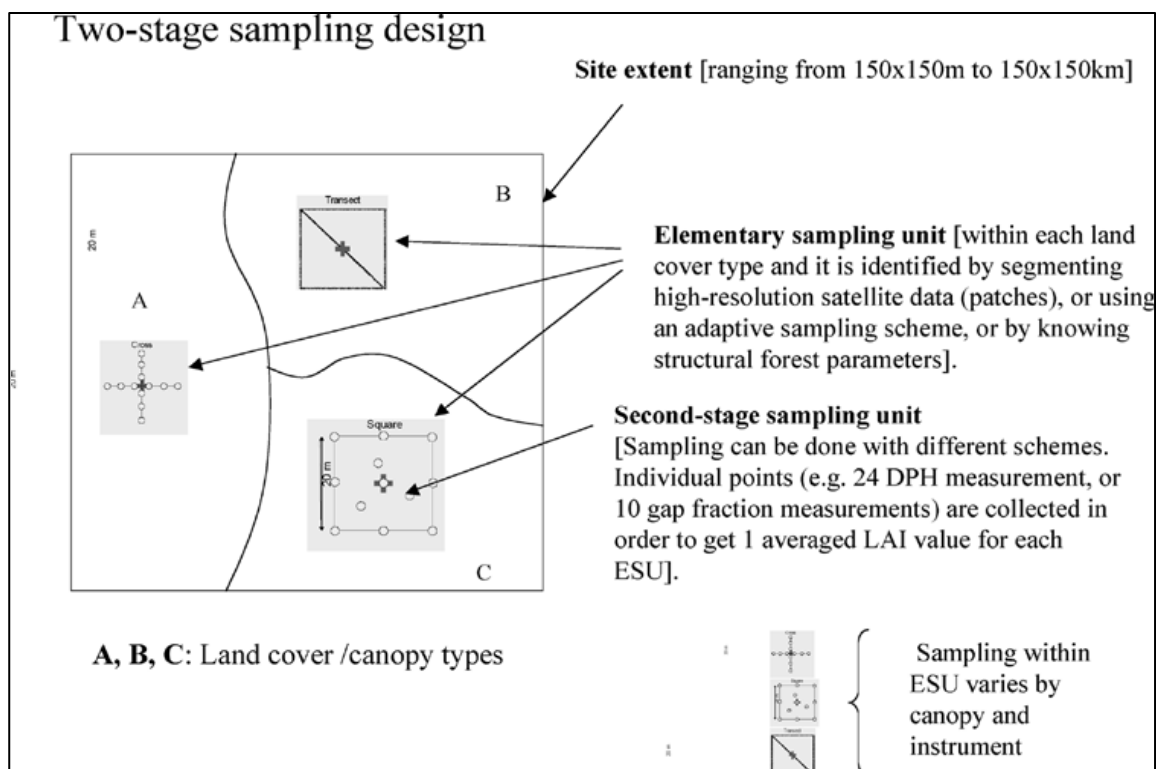 Two-stage sampling design
Site extent [ranging from 150x150m to 150x150km]
B
Transect
20 m
A
Cross
20 m
Elementary sampling unit [within each land
cover type and it is identified by segmenting
high-resolution satellite data (patches), or using
an adaptive sampling scheme, or by knowing
structural forest parameters].
Square
20 m
C
Second-stage sampling unit
[Sampling can be done with different schemes.
Individual points (e.g. 24 DPH measurement, or
10 gap fraction measurements) are collected in
order to get 1 averaged LAI value for each
ESU].
A, B, C: Land cover /canopy types
Square
Transect
Sampling within
ESU varies by
canopy and
instrument